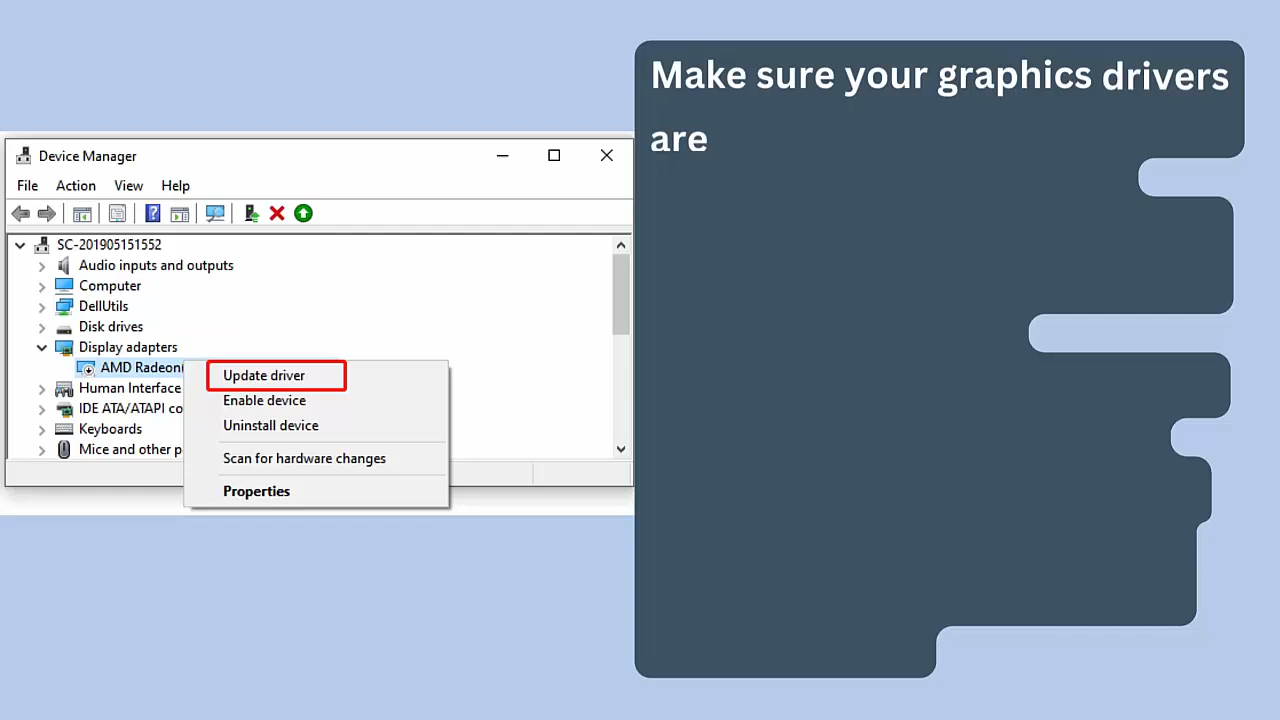 Make sure your graphics drivers
are
Device Manager
File Action View Help
SC-201905151552
Audio inputs and outputs
Computer
DellUtils
Disk drives
Display adapters
AMD Radeon(
Update driver
Human Interface
Enable device
IDE ATA/ATAPI co
Uninstall device
Keyboards
Mice and other p
Scan for hardware changes
Properties